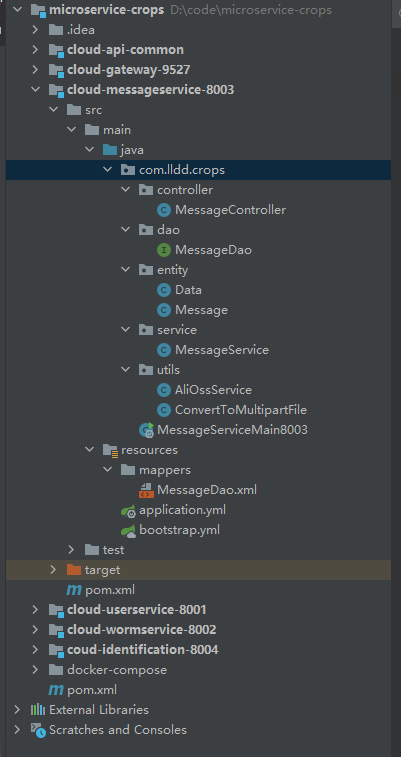 microservice-crops D:\code\microservice-crops
.idea
cloud-api-common
cloud-gateway-9527
cloud-messageservice-8003
src
main
java
com.lldd.crops
controller
MessageController
dao
MessageDao
entity
Data
Message
service
MessageService
utils
AliOssService
ConvertToMultipartFile
MessageServiceMain8003
resources
mappers
MessageDao.xml
application.yml
bootstrap.yml
test
target
pom.xml
cloud-userservice-8001
cloud-wormservice-8002
coud-identification-8004
docker-compose
pom.xml
External Libraries
Scratches and Consoles